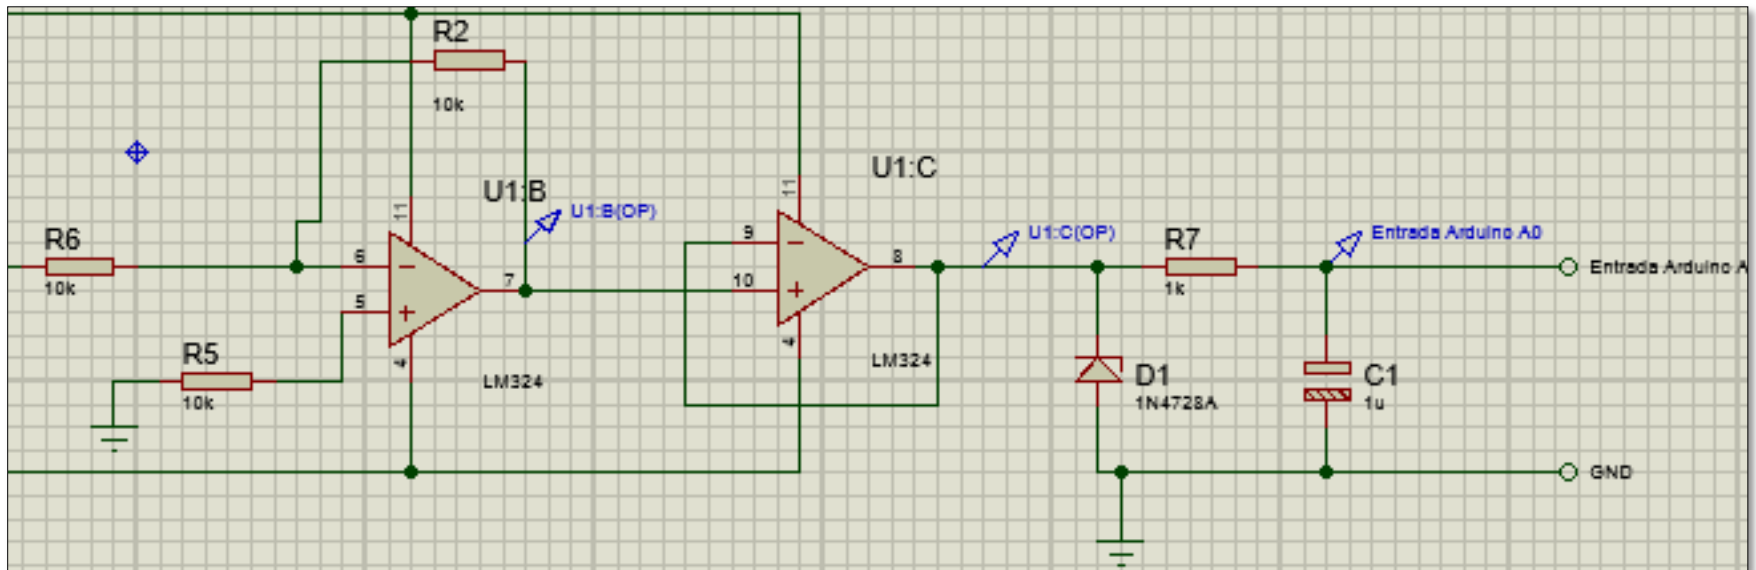 R2
10k
U1:B
U1:B(OP)
11
R6
10k
6
5
7
4
LM324
R5
10k
U1:C
11
9
10
8
4
LM324
U1:C(OP)
R7
1k
Entrada Arduino A0
Entrada Arduino A
D1
1N4728A
C1
1u
GND